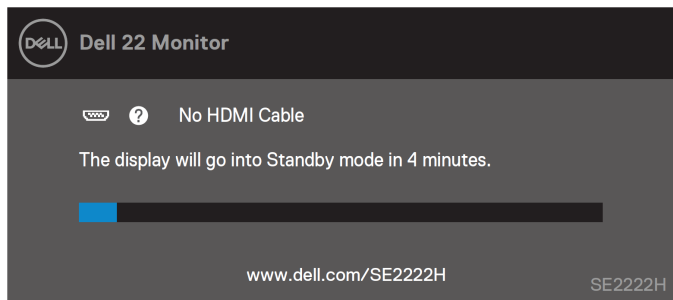 DELL
Dell 22 Monitor
? No HDMI Cable
The display will go into Standby mode in 4 minutes.
www.dell.com/SE2222H
SE2222H